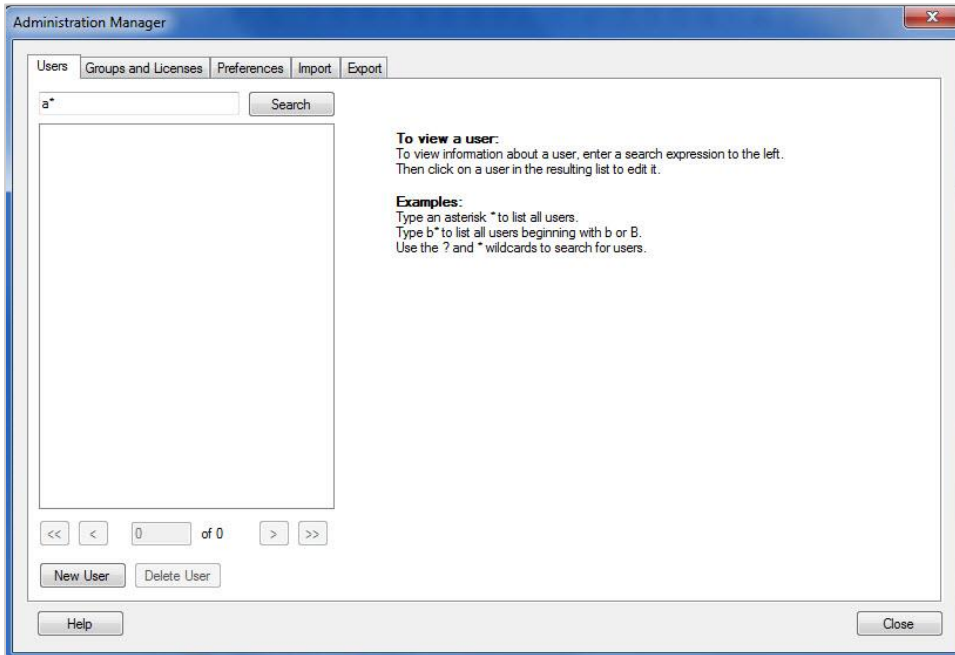 Administration Manager
Users Groups and Licenses Preferences Import Export
a* Search
To view a user:
To view information about a user, enter a search expression to the left.
Then click on a user in the resulting list to edit it.
Examples:
Type an asterisk * to list all users.
Type b* to list all users beginning with b or B.
Use the ? and * wildcards to search for users.
<< < 0 of 0 > >>
New User Delete User
Help Close